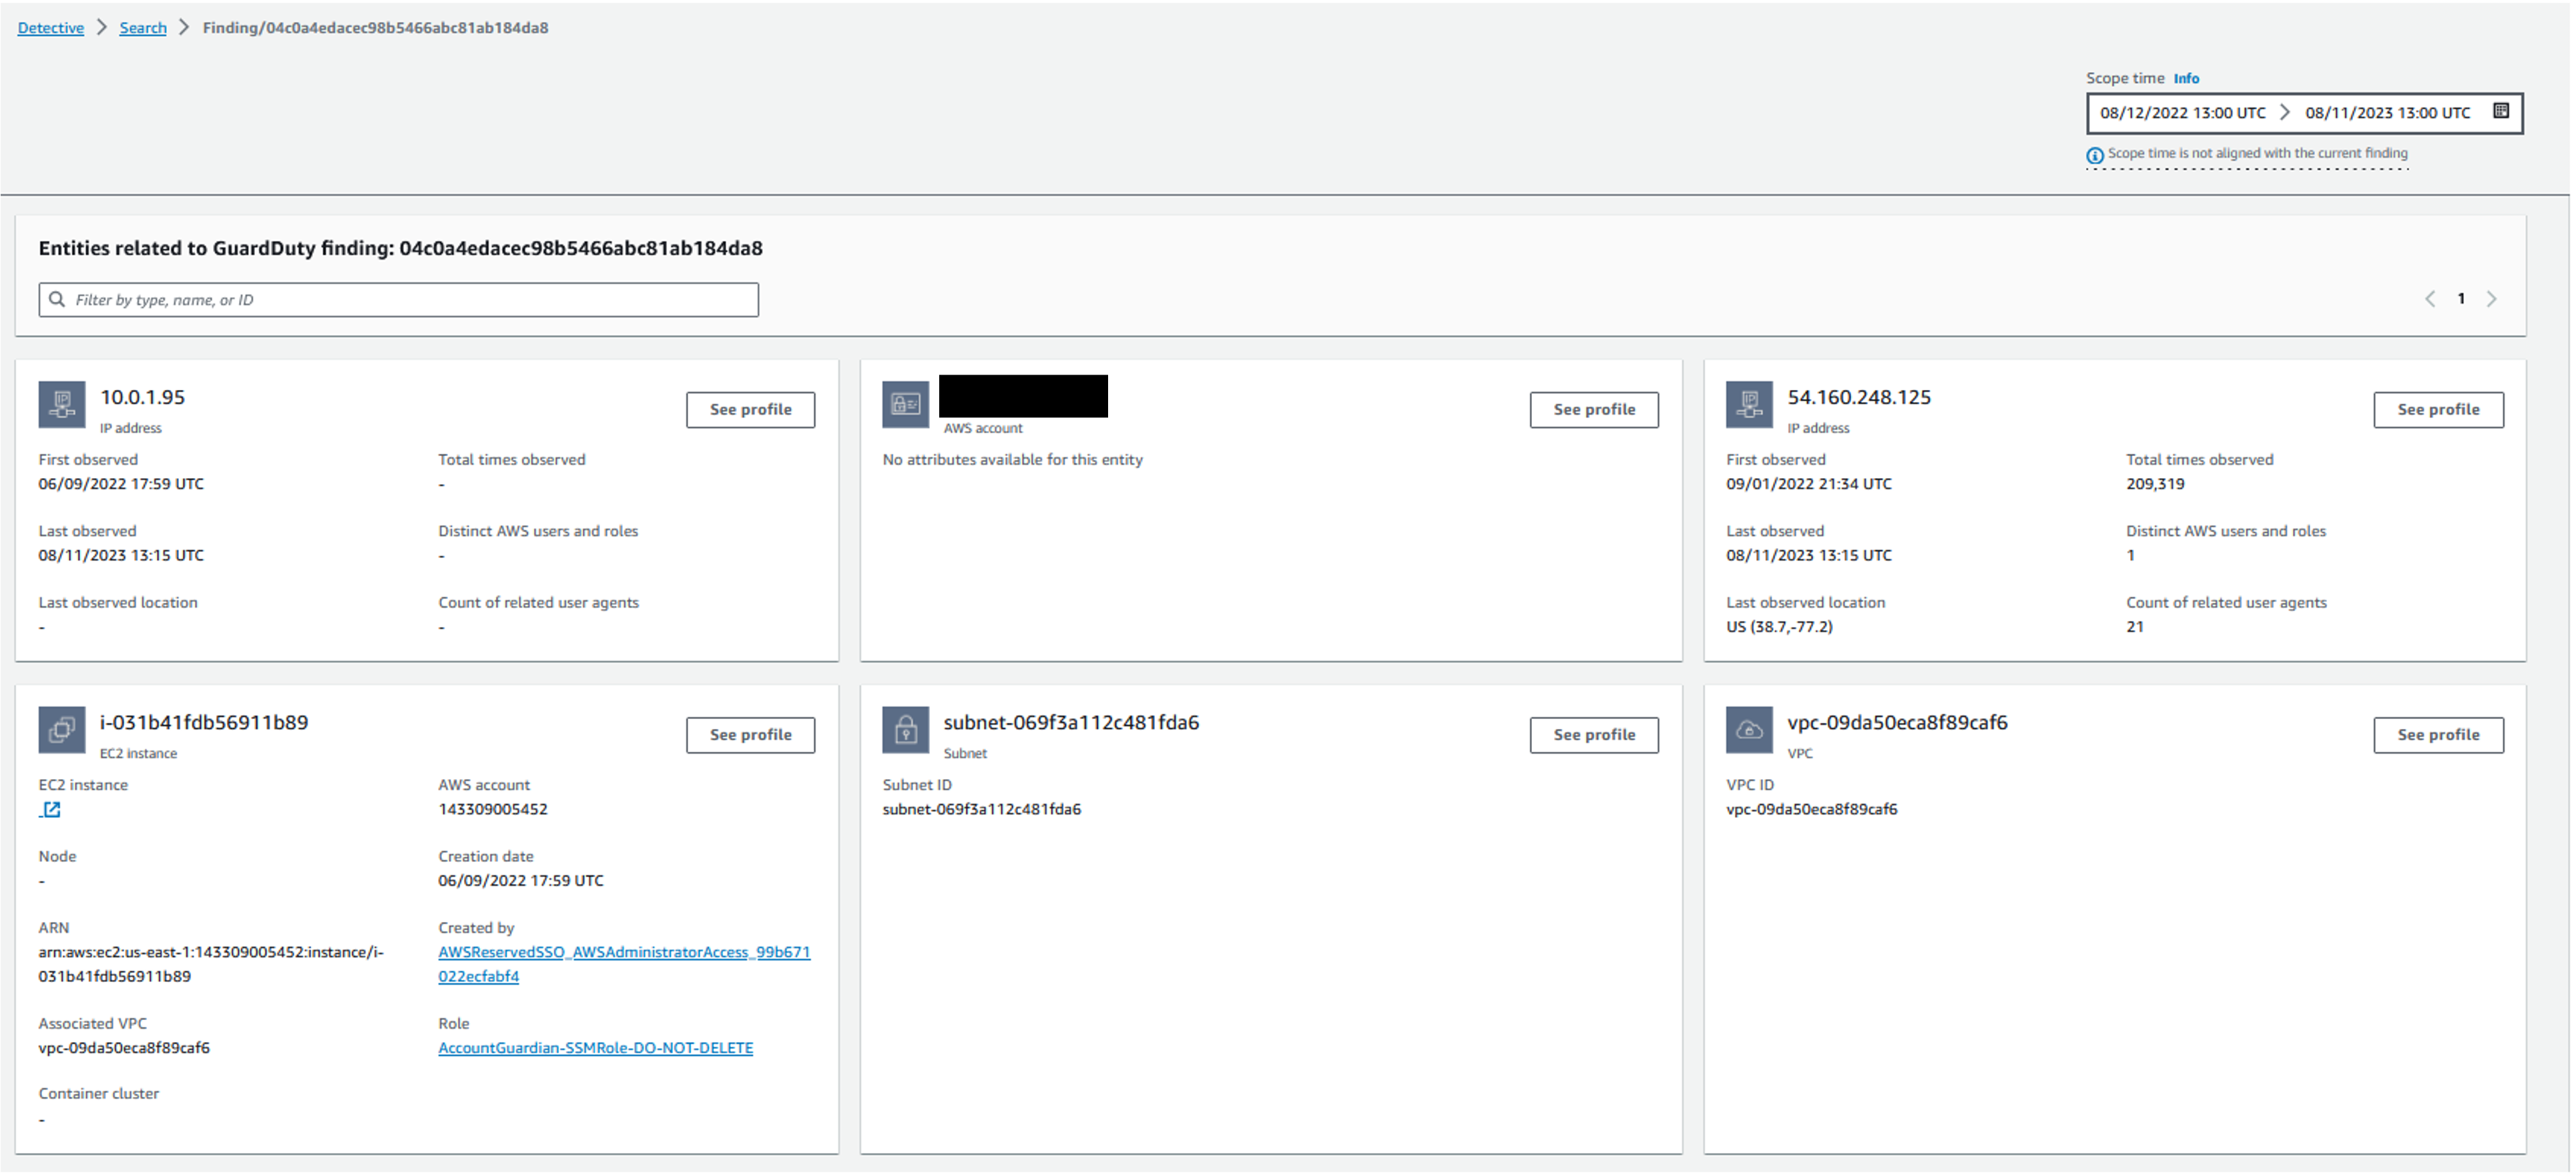 Detective > Search > Finding/04c0a4edacec98b5466abc81ab184da8
Scope time Info
08/12/2022 13:00 UTC > 08/11/2023 13:00 UTC
Scope time is not aligned with the current finding
Entities related to GuardDuty finding: 04c0a4edacec98b5466abc81ab184da8
Filter by type, name, or ID
< 1 >
10.0.1.95
IP address
See profile
First observed
06/09/2022 17:59 UTC
Total times observed
-
Last observed
08/11/2023 13:15 UTC
Distinct AWS users and roles
-
Last observed location
-
Count of related user agents
-
AWS account
See profile
No attributes available for this entity
54.160.248.125
IP address
See profile
First observed
09/01/2022 21:34 UTC
Total times observed
209,319
Last observed
08/11/2023 13:15 UTC
Distinct AWS users and roles
1
Last observed location
US (38.7,-77.2)
Count of related user agents
21
i-031b41fdb56911b89
EC2 instance
See profile
EC2 instance
AWS account
143309005452
Node
-
Creation date
06/09/2022 17:59 UTC
ARN
arn:aws:ec2:us-east-1:143309005452:instance/i-
031b41fdb56911b89
Created by
AWSReservedSSO_AWSAdministratorAccess_99b671
022ecfabf4
Associated VPC
vpc-09da50eca8f89caf6
Role
AccountGuardian-SSMRole-DO-NOT-DELETE
Container cluster
-
subnet-069f3a112c481fda6
Subnet
See profile
Subnet ID
subnet-069f3a112c481fda6
vpc-09da50eca8f89caf6
VPC
See profile
VPC ID
vpc-09da50eca8f89caf6